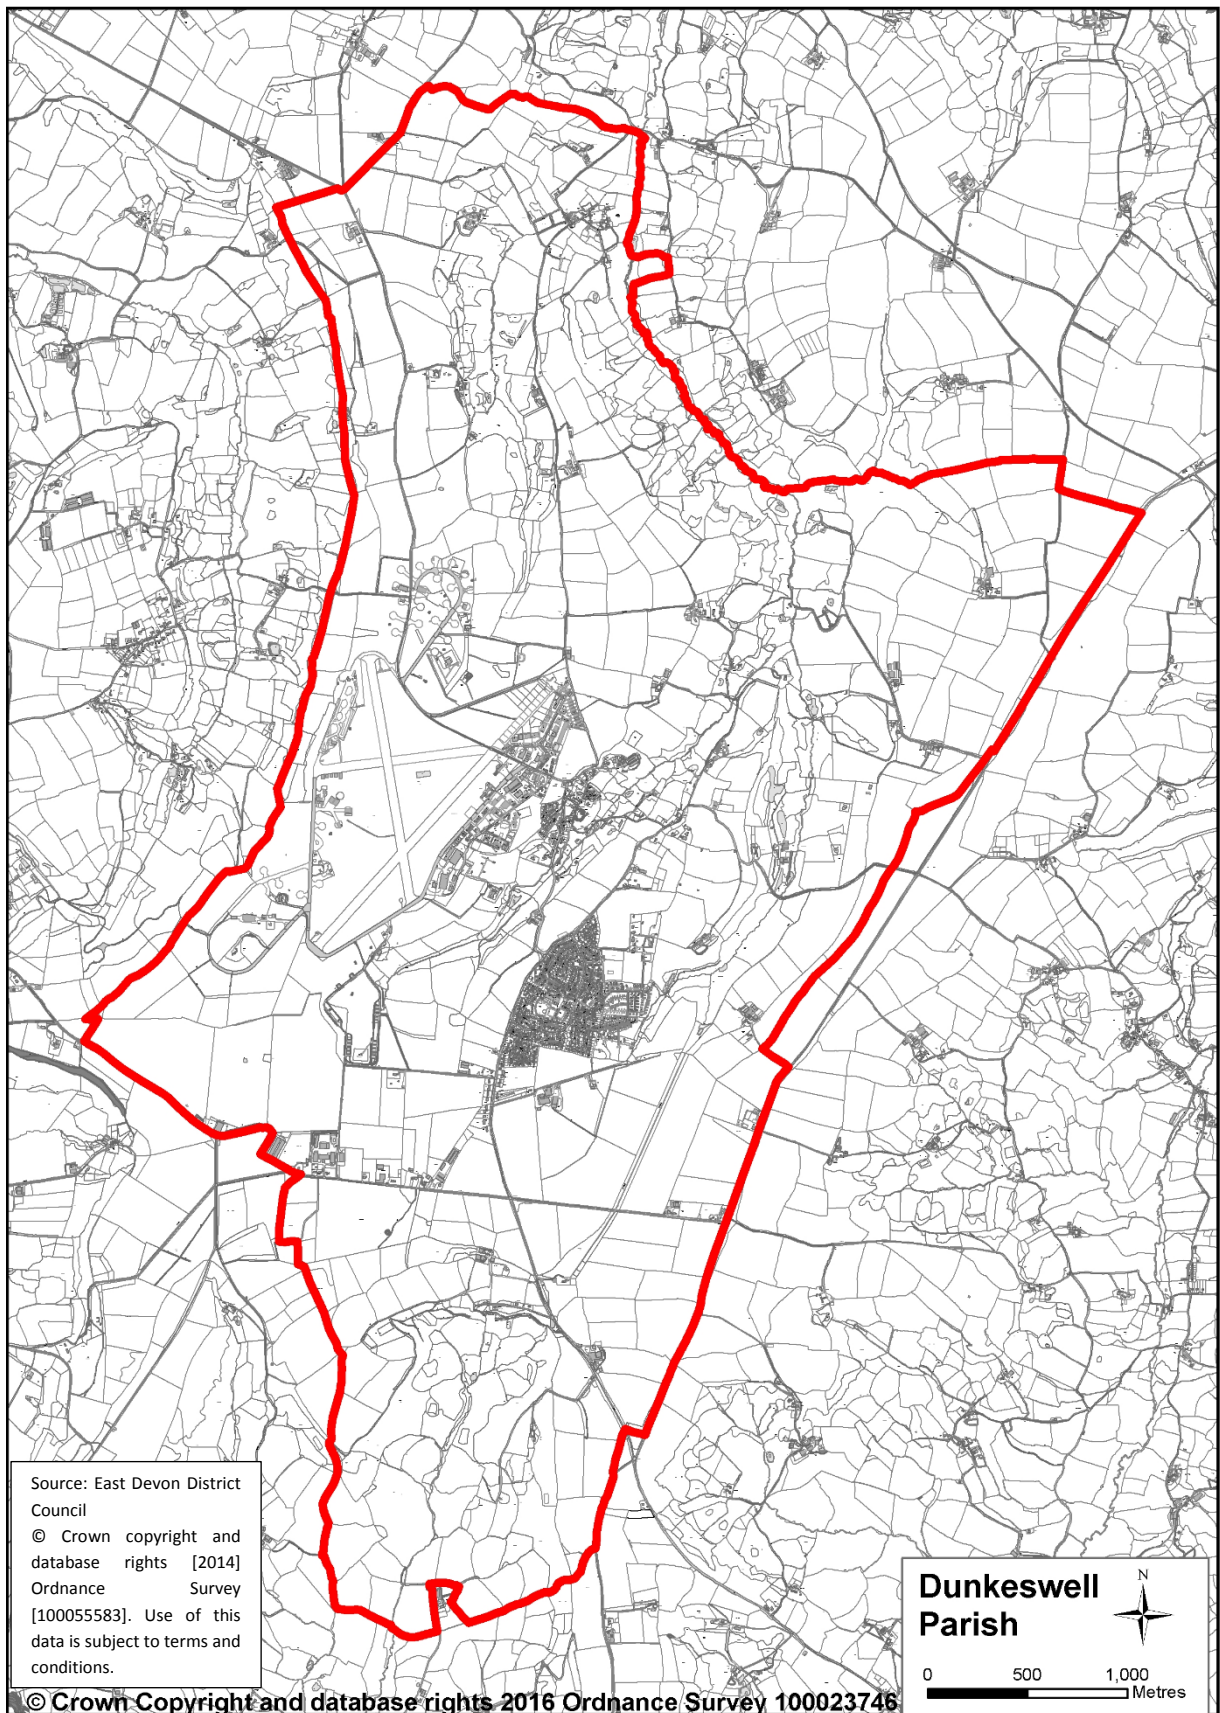 Source: East Devon District
Council
© Crown copyright and
database rights [2014]
Ordnance Survey
[100055583]. Use of this
data is subject to terms and
conditions.
Dunkeswell
Parish
N
0 500 1,000
Metres
© Crown Copyright and database rights 2016 Ordnance Survey 100023746